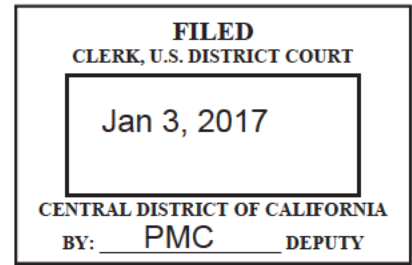 FILED
CLERK, U.S. DISTRICT COURT
Jan 3, 2017
CENTRAL DISTRICT OF CALIFORNIA
BY: PMC DEPUTY